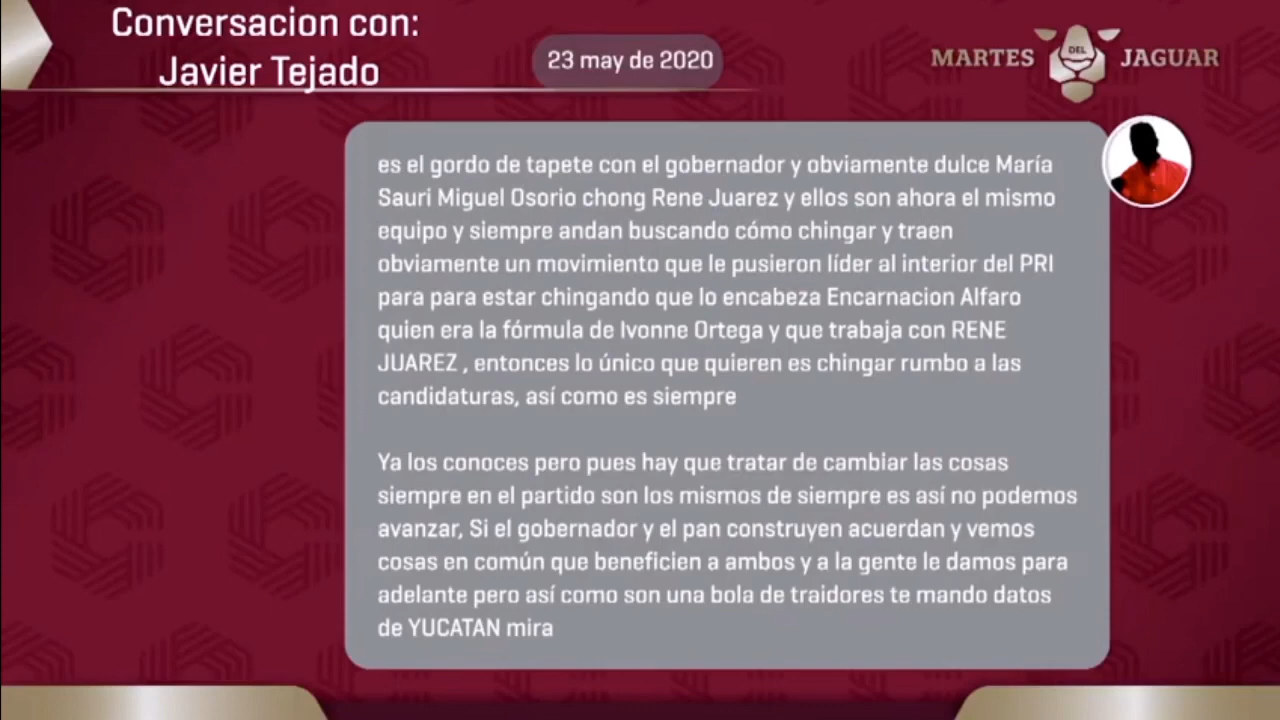 Conversacion con:
Javier Tejado
23 may de 2020
MARTES DEL JAGUAR
es el gordo de tapete con el gobernador y obviamente dulce María
Sauri Miguel Osorio chong Rene Juarez y ellos son ahora el mismo
equipo y siempre andan buscando cómo chingar y traen
obviamente un movimiento que le pusieron líder al interior del PRI
para para estar chingando que lo encabeza Encarnacion Alfaro
quien era la fórmula de Ivonne Ortega y que trabaja con RENE
JUAREZ , entonces lo único que quieren es chingar rumbo a las
candidaturas, así como es siempre
Ya los conoces pero pues hay que tratar de cambiar las cosas
siempre en el partido son los mismos de siempre es así no podemos
avanzar, Si el gobernador y el pan construyen acuerdan y vemos
cosas en común que beneficien a ambos y a la gente le damos para
adelante pero así como son una bola de traidores te mando datos
de YUCATAN mira